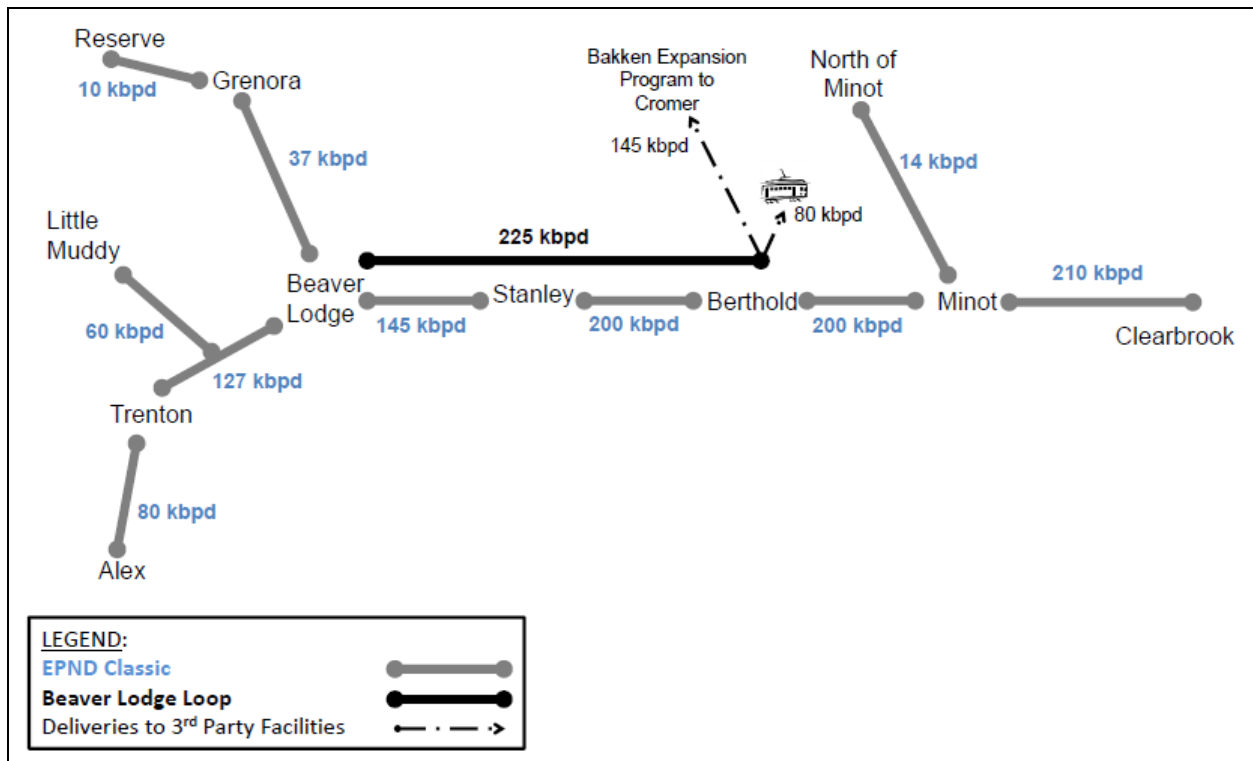 Reserve
10 kbpd
Grenora
37 kbpd
Bakken Expansion
Program to
Cromer
145 kbpd
80 kbpd
North of
Minot
14 kbpd
Little
Muddy
60 kbpd
225 kbpd
Beaver
Lodge
145 kbpd
Stanley
200 kbpd
Berthold
200 kbpd
Minot
210 kbpd
Clearbrook
127 kbpd
Trenton
80 kbpd
Alex
LEGEND:
EPND Classic
Beaver Lodge Loop
Deliveries to 3rd Party Facilities